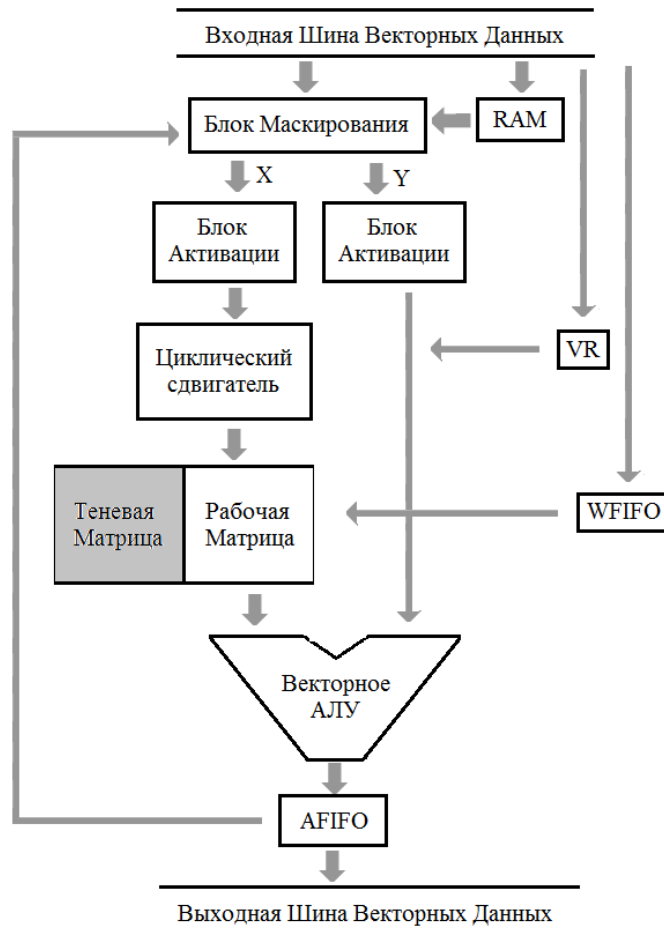 Входная Шина Векторных Данных
Блок Маскирования
RAM
X
Y
Блок
Активации
Блок
Активации
VR
Циклический
сдвигатель
Теневая
Матрица
Рабочая
Матрица
WFIFO
Векторное
АЛУ
AFIFO
Выходная Шина Векторных Данных